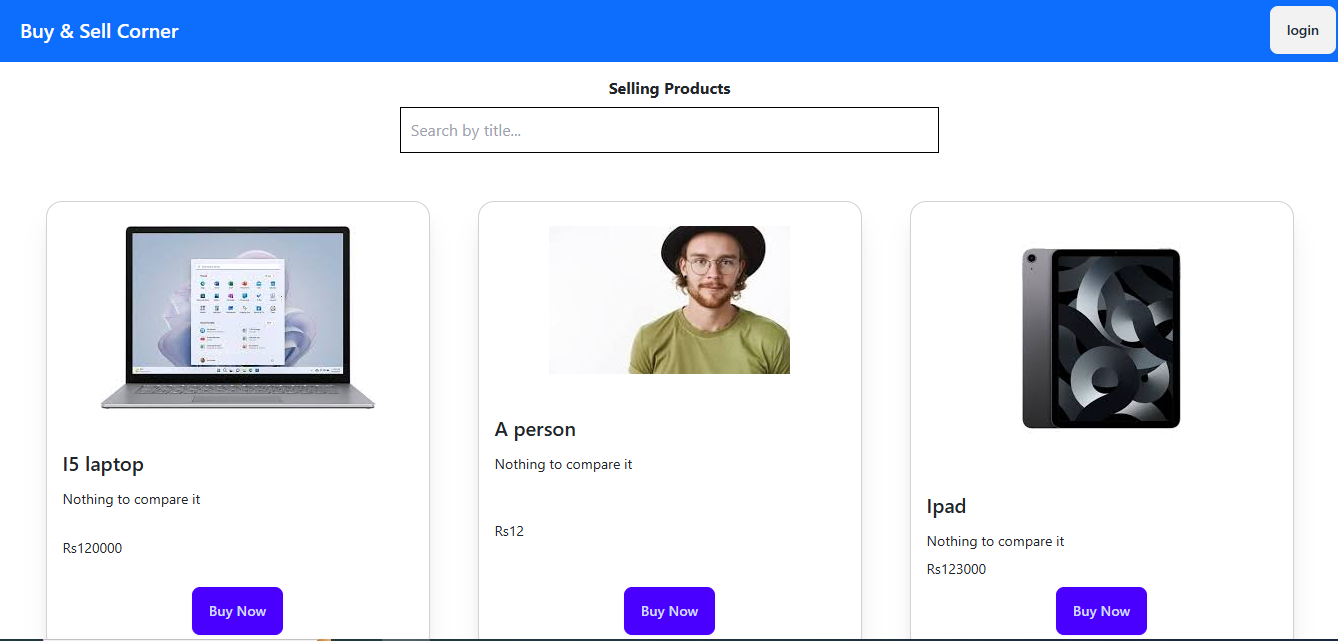 Buy & Sell Corner
login
Selling Products
Search by title...
I5 laptop
Nothing to compare it
Rs120000
Buy Now
A person
Nothing to compare it
Rs12
Buy Now
Ipad
Nothing to compare it
Rs123000
Buy Now